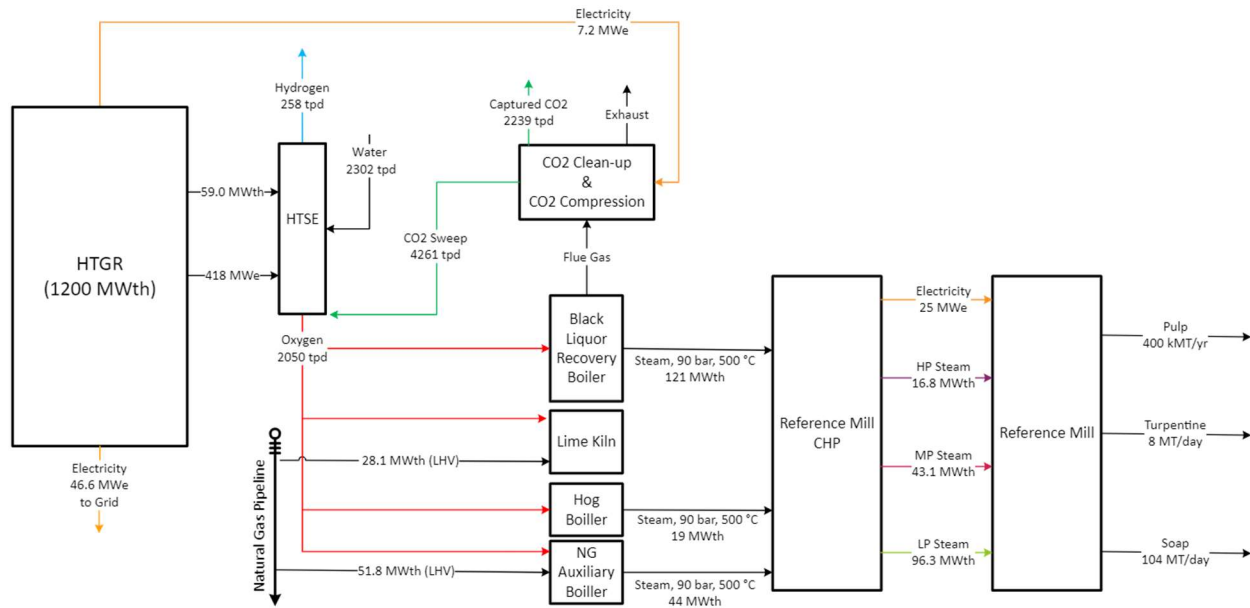 Electricity
7.2 MWe
Hydrogen
258 tpd
Captured CO2
2239 tpd
Exhaust
Water
2302 tpd
59.0 MWth
HTSE
CO2 Clean-up
&
CO2 Compression
HTGR
(1200 MWth)
CO2 Sweep
4261 tpd
418 MWe
Flue Gas
Oxygen
2050 tpd
Black
Liquor
Recovery
Boiler
Steam, 90 bar, 500 °C
121 MWth
Electricity
25 MWe
Pulp
400 kMT/yr
HP Steam
16.8 MWth
Reference Mill
CHP
Reference Mill
Turpentine
8 MT/day
Lime Kiln
28.1 MWth (LHV)
MP Steam
43.1 MWth
Electricity
46.6 MWe
to Grid
Natural Gas Pipeline
Hog
Boiller
Steam, 90 bar, 500 °C
19 MWth
LP Steam
96.3 MWth
Soap
104 MT/day
NG
Auxiliary
Boiller
51.8 MWth (LHV)
Steam, 90 bar, 500 °C
44 MWth